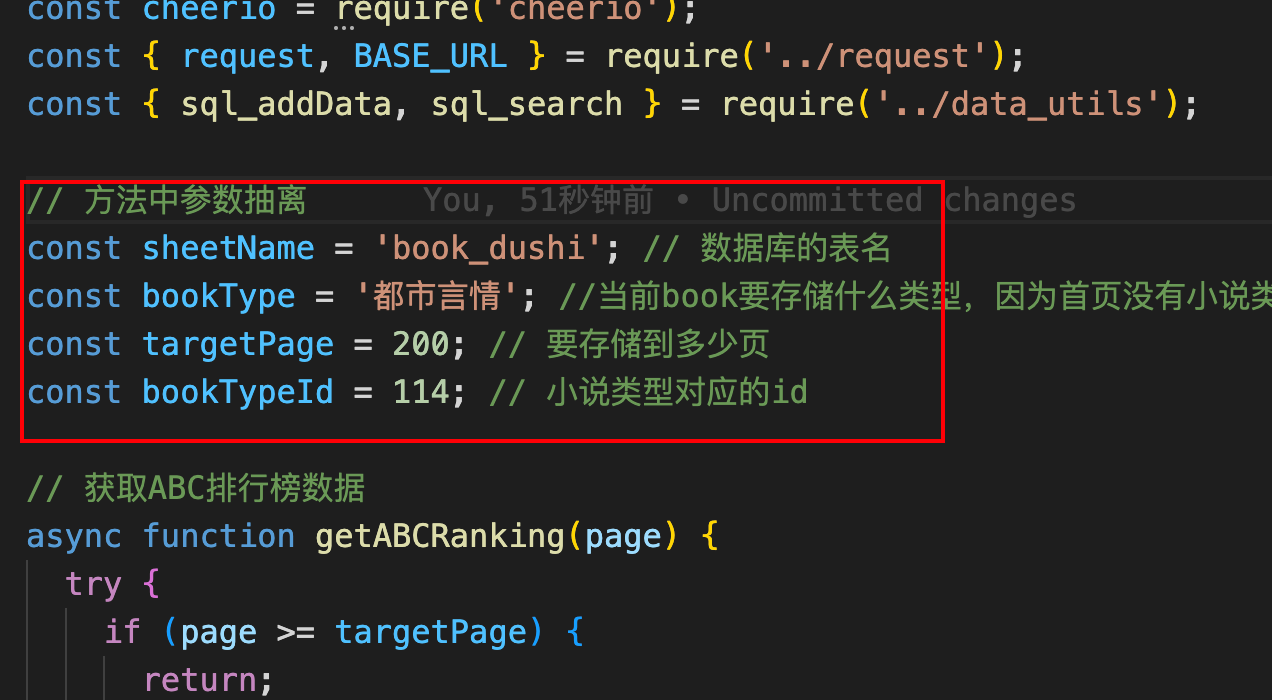 const cheerio = require('cheerio');
const { request, BASE_URL } = require('../request');
const { sql_addData, sql_search } = require('../data_utils');
// 方法中参数抽离 You, 51秒钟前 • Uncommitted changes
const sheetName = 'book_dushi'; // 数据库的表名
const bookType = '都市言情'; //当前book要存储什么类型，因为首页没有小说类
const targetPage = 200; // 要存储到多少页
const bookTypeId = 114; // 小说类型对应的id
// 获取ABC排行榜数据
async function getABCRanking(page) {
try {
if (page >= targetPage) {
return;